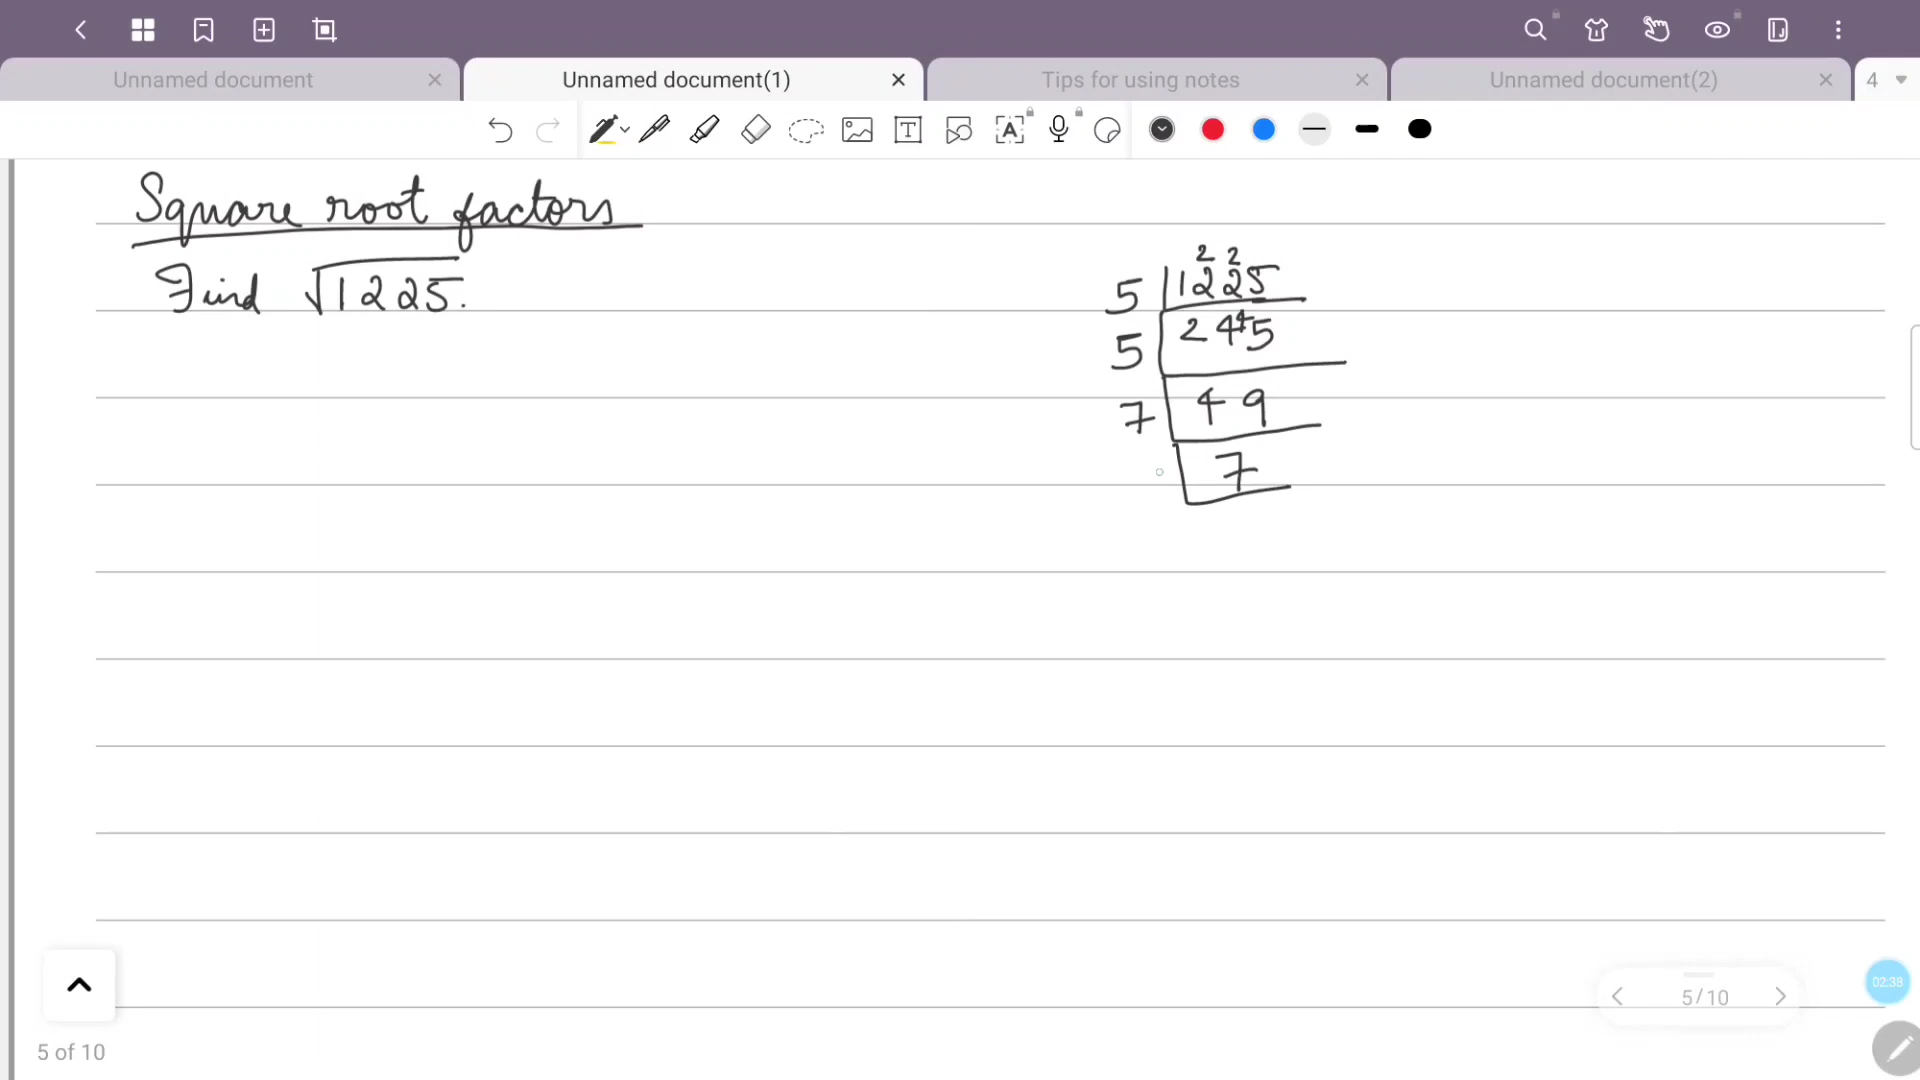 Unnamed document
Unnamed document(1)
Tips for using notes
Unnamed document(2)
4
Square root factors
Find √1225.
2 2
5 1225
5 24⁴5
7 49
7
5/10
02:38
5 of 10